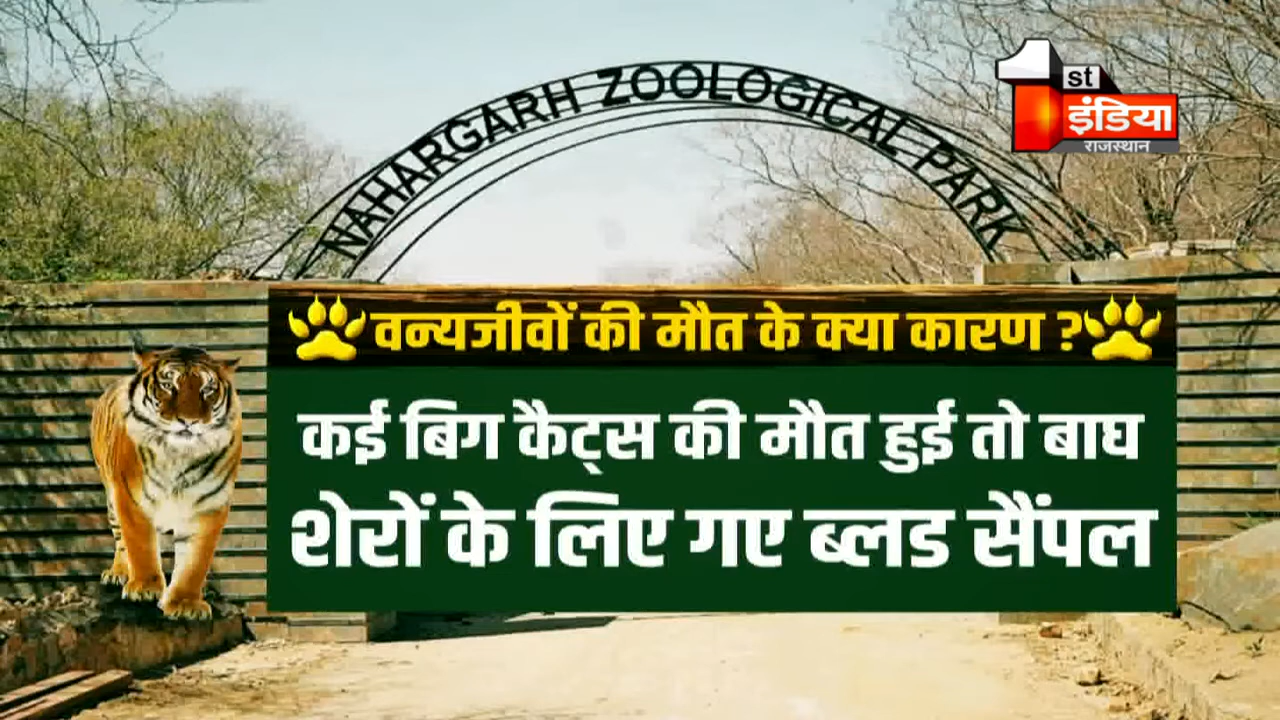 1st
इंडिया
राजस्थान
NAHARGARH ZOOLOGICAL PARK
वन्यजीवों की मौत के क्या कारण ?
कई बिग कैट्स की मौत हुई तो बाघ
शेरों के लिए गए ब्लड सैंपल